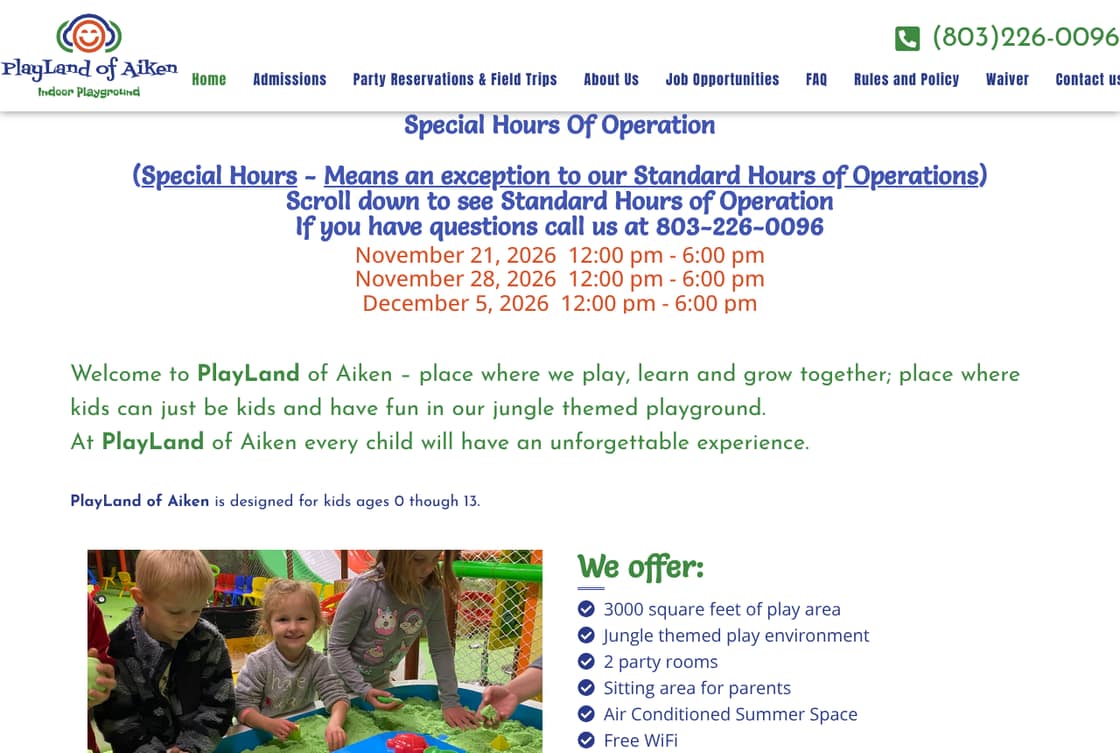 (803)226-0096
PlayLand of Aiken
Indoor Playground
Home Admissions Party Reservations & Field Trips About Us Job Opportunities FAQ Rules and Policy Waiver Contact us
Special Hours Of Operation
(Special Hours - Means an exception to our Standard Hours of Operations)
Scroll down to see Standard Hours of Operation
If you have questions call us at 803-226-0096
November 21, 2026 12:00 pm - 6:00 pm
November 28, 2026 12:00 pm - 6:00 pm
December 5, 2026 12:00 pm - 6:00 pm
Welcome to PlayLand of Aiken – place where we play, learn and grow together; place where
kids can just be kids and have fun in our jungle themed playground.
At PlayLand of Aiken every child will have an unforgettable experience.
PlayLand of Aiken is designed for kids ages 0 though 13.
We offer:
3000 square feet of play area
Jungle themed play environment
2 party rooms
Sitting area for parents
Air Conditioned Summer Space
Free WiFi